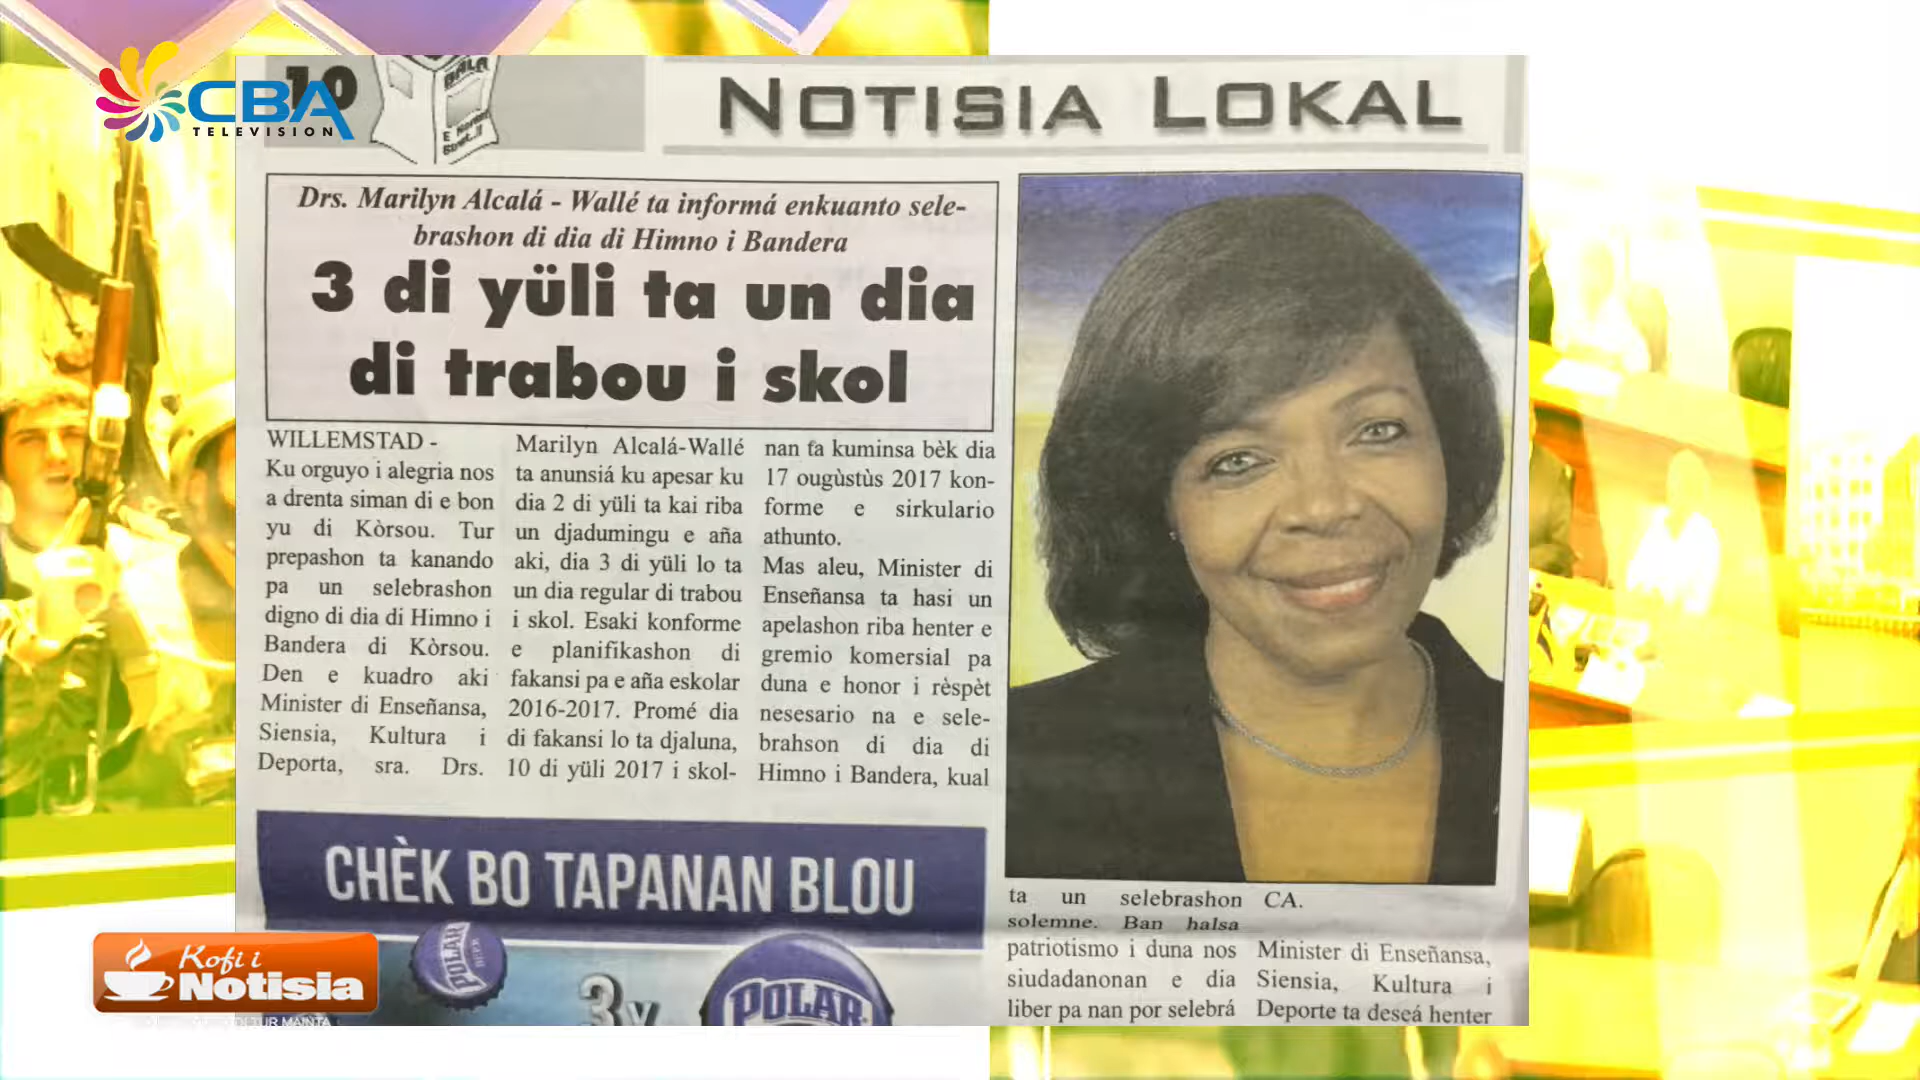 CBA
TELEVISION
10
BALA
NOTISIA LOKAL
Drs. Marilyn Alcalá - Wallé ta informá enkuanto sele-
brashon di dia di Himno i Bandera
3 di yüli ta un dia
di trabou i skol
WILLEMSTAD -
Ku orguyo i alegria nos
a drenta siman di e bon
yu di Kòrsou. Tur
prepashon ta kanando
pa un selebrashon
digno di dia di Himno i
Bandera di Kòrsou.
Den e kuadro aki
Minister di Enseñansa,
Siensia, Kultura i
Deporta, sra. Drs.
Marilyn Alcalá-Wallé
ta anunsiá ku apesar ku
dia 2 di yüli ta kai riba
un djadumingu e aña
aki, dia 3 di yüli lo ta
un dia regular di trabou
i skol. Esaki konforme
e planifikashon di
fakansi pa e aña eskolar
2016-2017. Promé dia
di fakansi lo ta djaluna,
10 di yüli 2017 i skol-
nan ta kuminsa bèk dia
17 ougùstùs 2017 kon-
forme e sirkulario
athunto.
Mas aleu, Minister di
Enseñansa ta hasi un
apelashon riba henter e
gremio komersial pa
duna e honor i rèspèt
nesesario na e sele-
brahson di dia di
Himno i Bandera, kual
ta un selebrashon
solemne. Ban halsa
patriotismo i duna nos
siudadanonan e dia
liber pa nan por selebrá
CA.
Minister di Enseñansa,
Siensia, Kultura i
Deporte ta deseá henter
CHÈK BO TAPANAN BLOU
POLAR
BEER
3x
POLAR
Kofi i
Notisia